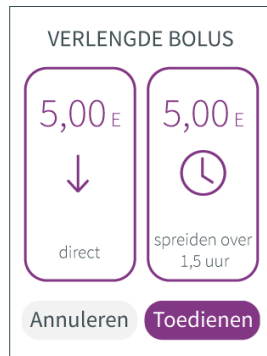 VERLENGDE BOLUS
5,00 E
direct
5,00 E
spreiden over
1,5 uur
Annuleren
Toedienen